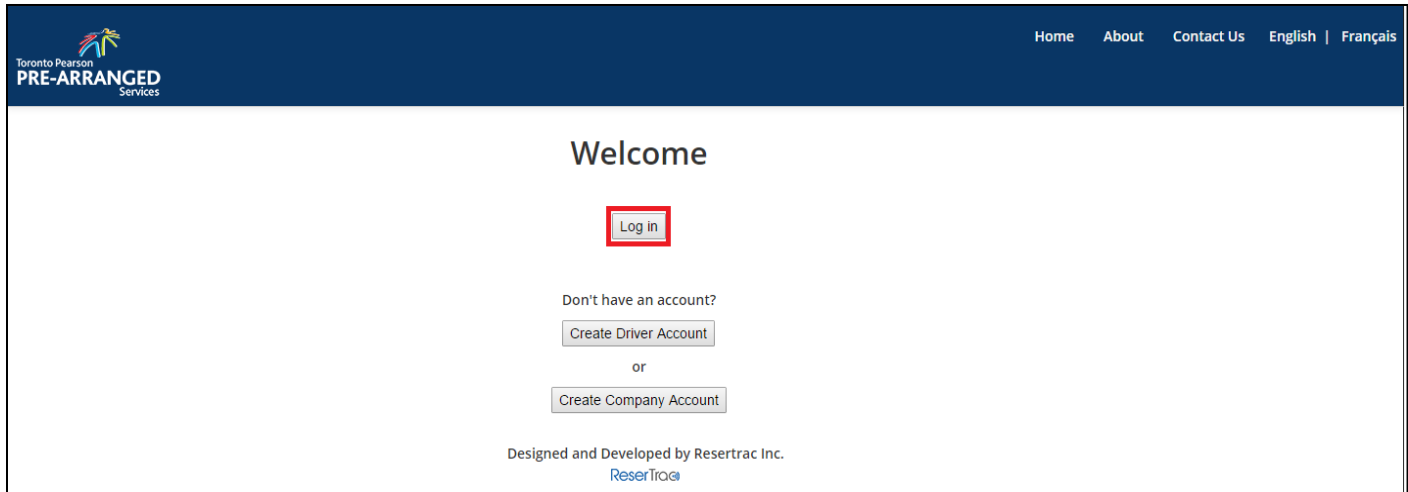 Toronto Pearson
PRE-ARRANGED
Services
Home About Contact Us English | Français
Welcome
Log in
Don't have an account?
Create Driver Account
or
Create Company Account
Designed and Developed by Resertrac Inc.
ReserTrac